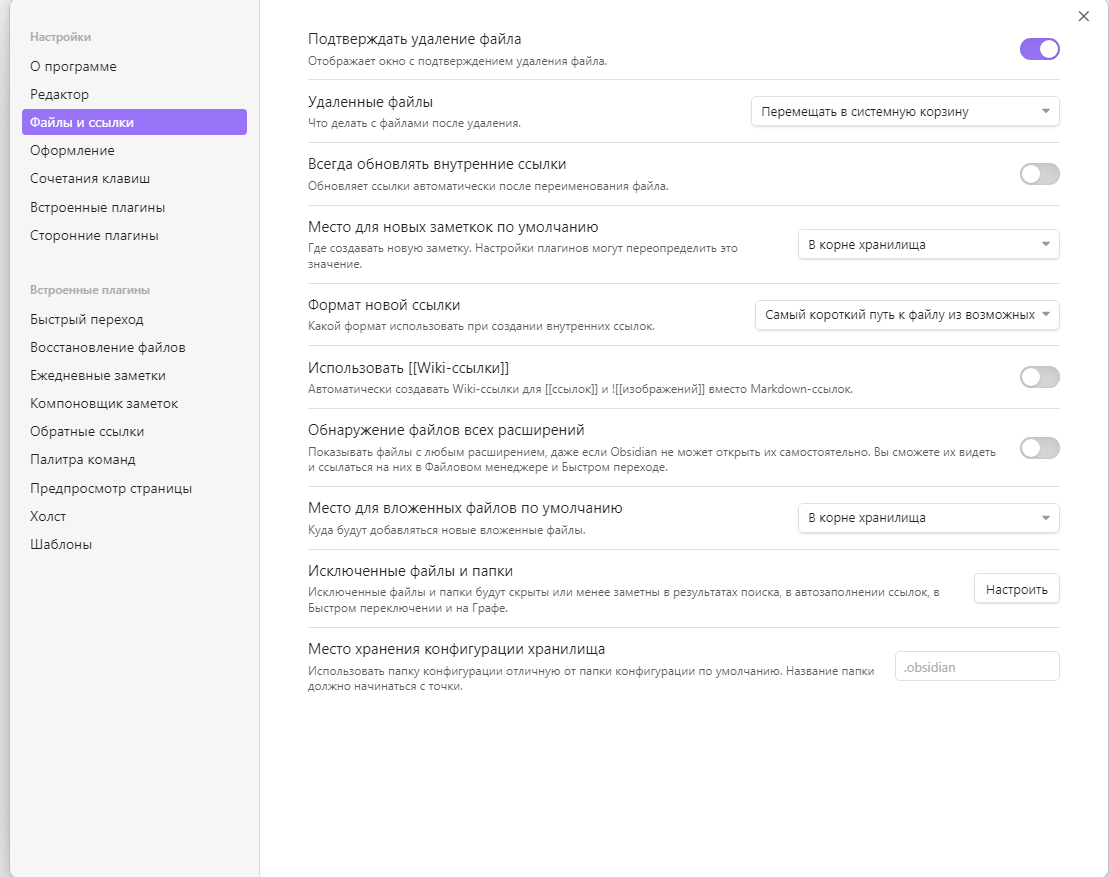 Настройки
О программе
Редактор
Файлы и ссылки
Оформление
Сочетания клавиш
Встроенные плагины
Сторонние плагины
Встроенные плагины
Быстрый переход
Восстановление файлов
Ежедневные заметки
Компоновщик заметок
Обратные ссылки
Палитра команд
Предпросмотр страницы
Холст
Шаблоны
Подтверждать удаление файла
Отображает окно с подтверждением удаления файла.
Удаленные файлы
Что делать с файлами после удаления.
Перемещать в системную корзину
Всегда обновлять внутренние ссылки
Обновляет ссылки автоматически после переименования файла.
Место для новых заметкок по умолчанию
Где создавать новую заметку. Настройки плагинов могут переопределить это
значение.
В корне хранилища
Формат новой ссылки
Какой формат использовать при создании внутренних ссылок.
Самый короткий путь к файлу из возможных
Использовать [[Wiki-ссылки]]
Автоматически создавать Wiki-ссылки для [[ссылок]] и ![[изображений]] вместо Markdown-ссылок.
Обнаружение файлов всех расширений
Показывать файлы с любым расширением, даже если Obsidian не может открыть их самостоятельно. Вы сможете их видеть
и ссылаться на них в Файловом менеджере и Быстром переходе.
Место для вложенных файлов по умолчанию
Куда будут добавляться новые вложенные файлы.
В корне хранилища
Исключенные файлы и папки
Исключенные файлы и папки будут скрыты или менее заметны в результатах поиска, в автозаполнении ссылок, в
Быстром переключении и на Графе.
Настроить
Место хранения конфигурации хранилища
Использовать папку конфигурации отличную от папки конфигурации по умолчанию. Название папки
должно начинаться с точки.
.obsidian